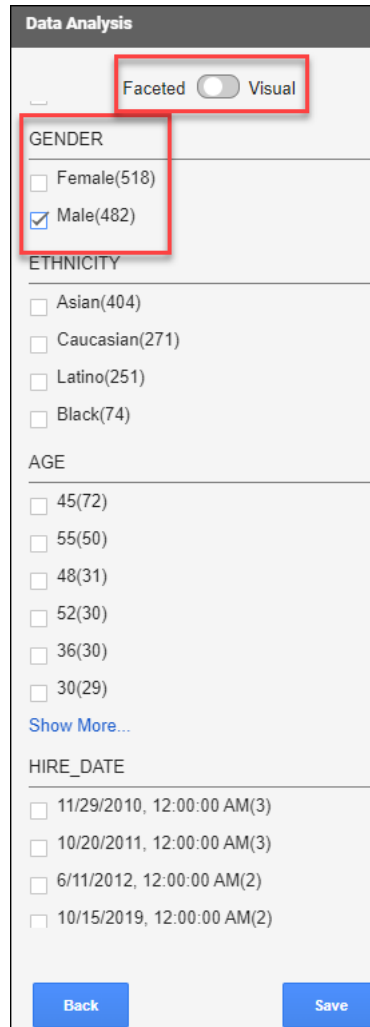 Data Analysis
Faceted Visual
GENDER
Female(518)
Male(482)
ETHNICITY
Asian(404)
Caucasian(271)
Latino(251)
Black(74)
AGE
45(72)
55(50)
48(31)
52(30)
36(30)
30(29)
Show More...
HIRE_DATE
11/29/2010, 12:00:00 AM(3)
10/20/2011, 12:00:00 AM(3)
6/11/2012, 12:00:00 AM(2)
10/15/2019, 12:00:00 AM(2)
Back Save